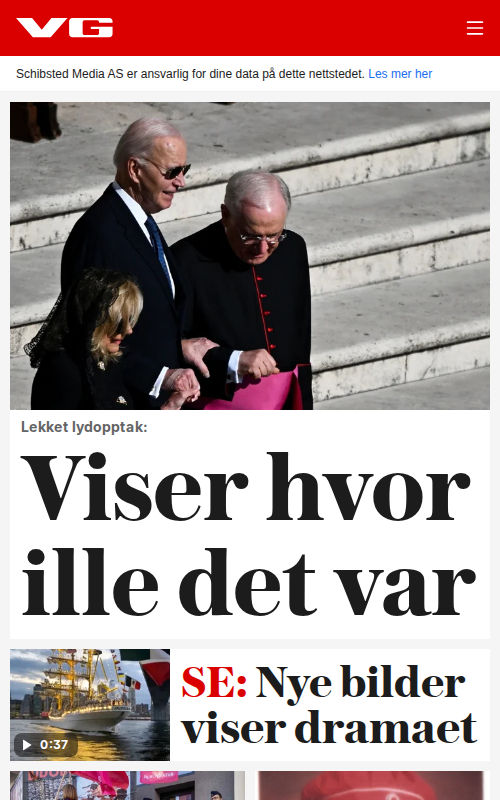 VG
Schibsted Media AS er ansvarlig for dine data på dette nettstedet. Les mer her
Lekket lydopptak:
Viser hvor
ille det var
SE: Nye bilder
viser dramaet
0:37